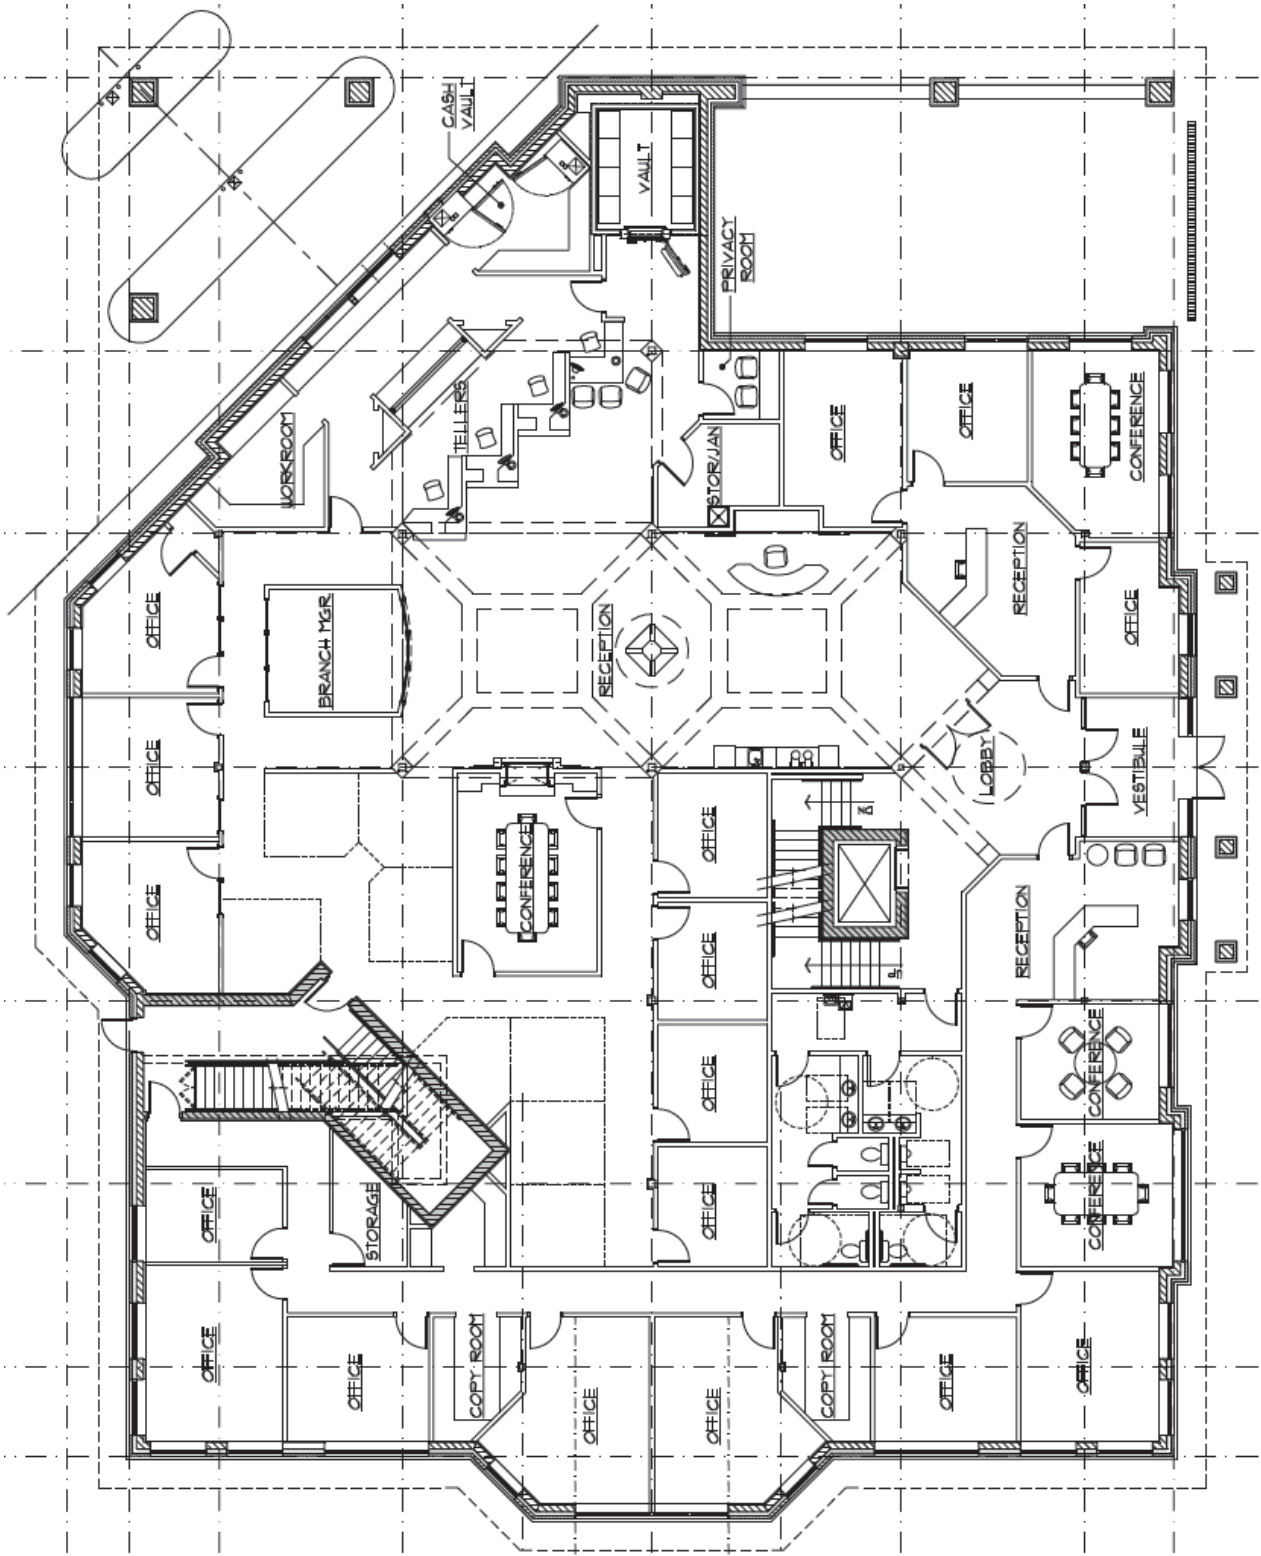 CASH
VAULT
VAULT
PRIVACY
ROOM
TELLERS
WORKROOM
STOR/JAN
OFFICE
OFFICE
CONFERENCE
RECEPTION
OFFICE
OFFICE
BRANCH MGR
RECEPTION
OFFICE
LOBBY
VESTIBULE
OFFICE
CONFERENCE
OFFICE
DN
OFFICE
UP
RECEPTION
OFFICE
CONFERENCE
OFFICE
STORAGE
OFFICE
CONFERENCE
OFFICE
OFFICE
COPY ROOM
OFFICE
OFFICE
COPY ROOM
OFFICE
OFFICE